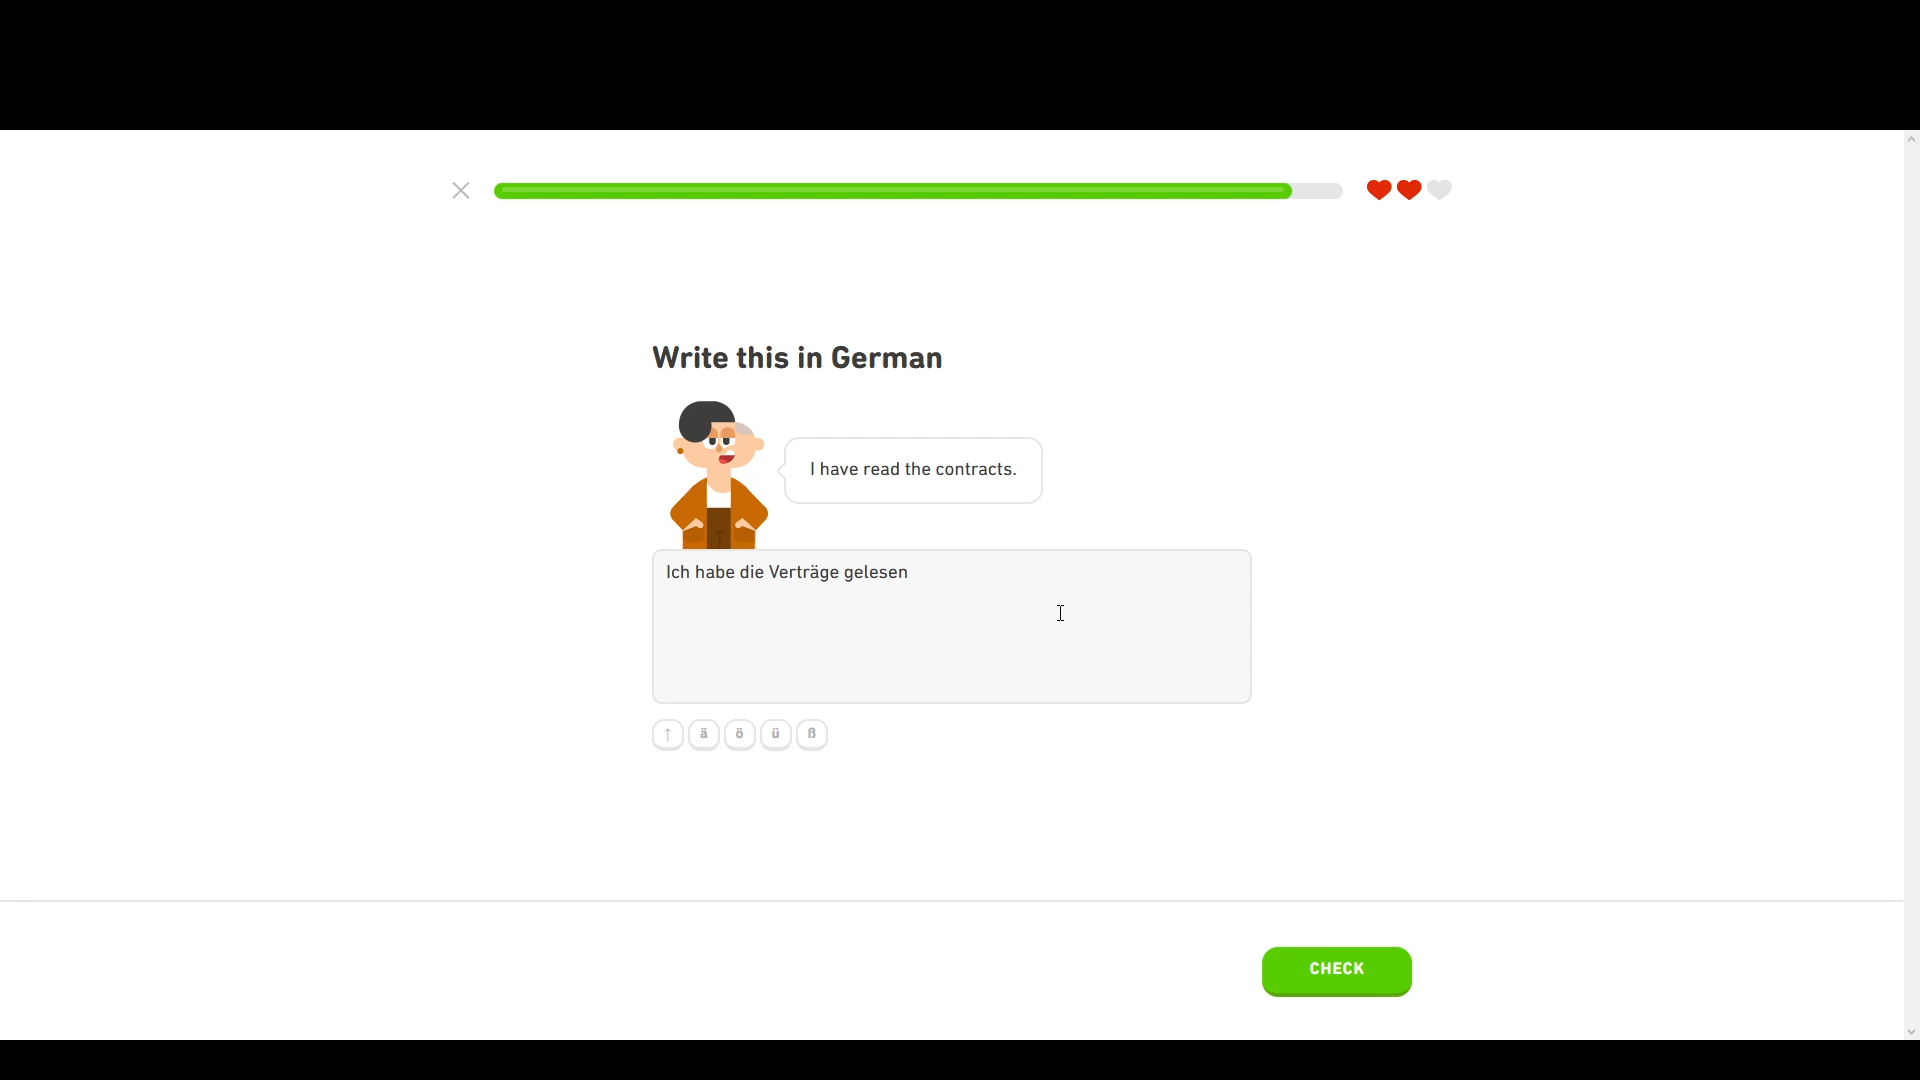 Write this in German
I have read the contracts.
Ich habe die Verträge gelesen
↑ ä ö ü ß
CHECK